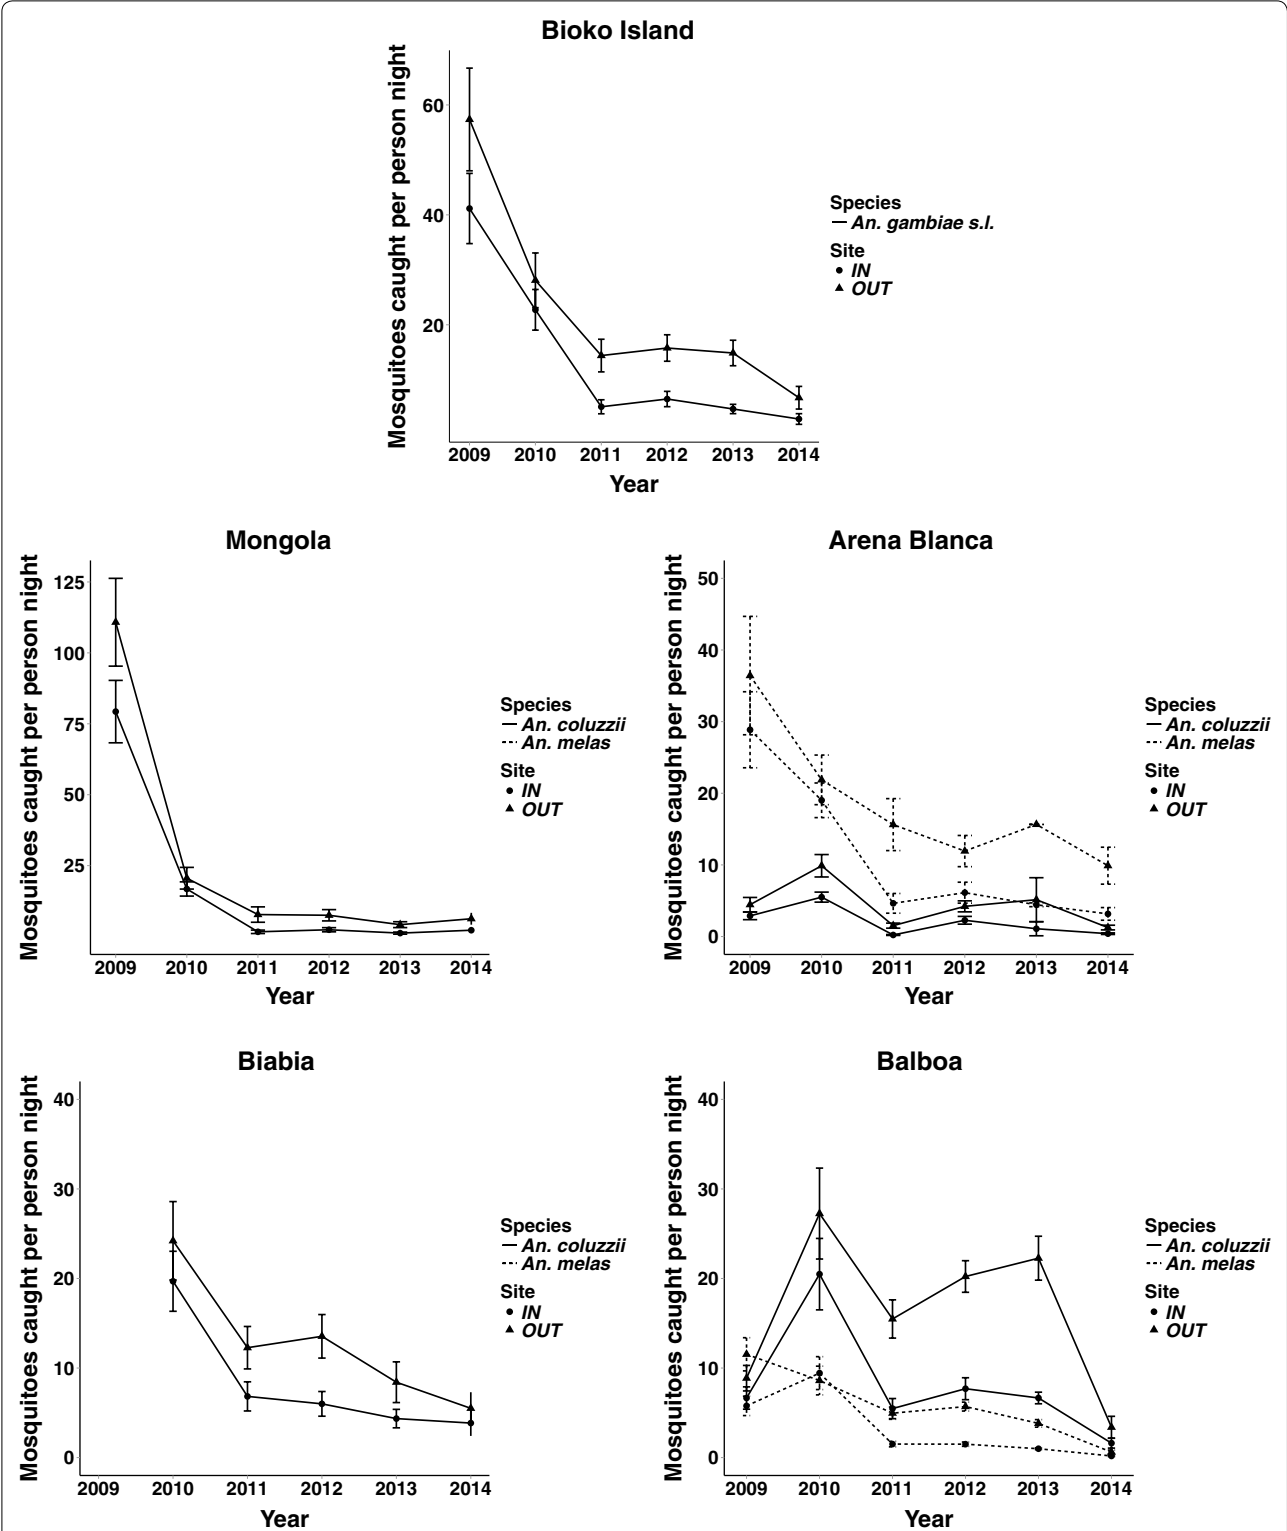 Bioko Island
Mosquitoes caught per person night
60
40
20
2009 2010 2011 2012 2013 2014
Year
Species
An. gambiae s.l.
Site
IN
OUT
Mongola
Mosquitoes caught per person night
125
100
75
50
25
2009 2010 2011 2012 2013 2014
Year
Species
An. coluzzii
An. melas
Site
IN
OUT
Arena Blanca
Mosquitoes caught per person night
50
40
30
20
10
0
2009 2010 2011 2012 2013 2014
Year
Species
An. coluzzii
An. melas
Site
IN
OUT
Biabia
Mosquitoes caught per person night
40
30
20
10
0
2009 2010 2011 2012 2013 2014
Year
Species
An. coluzzii
An. melas
Site
IN
OUT
Balboa
Mosquitoes caught per person night
40
30
20
10
0
2009 2010 2011 2012 2013 2014
Year
Species
An. coluzzii
An. melas
Site
IN
OUT